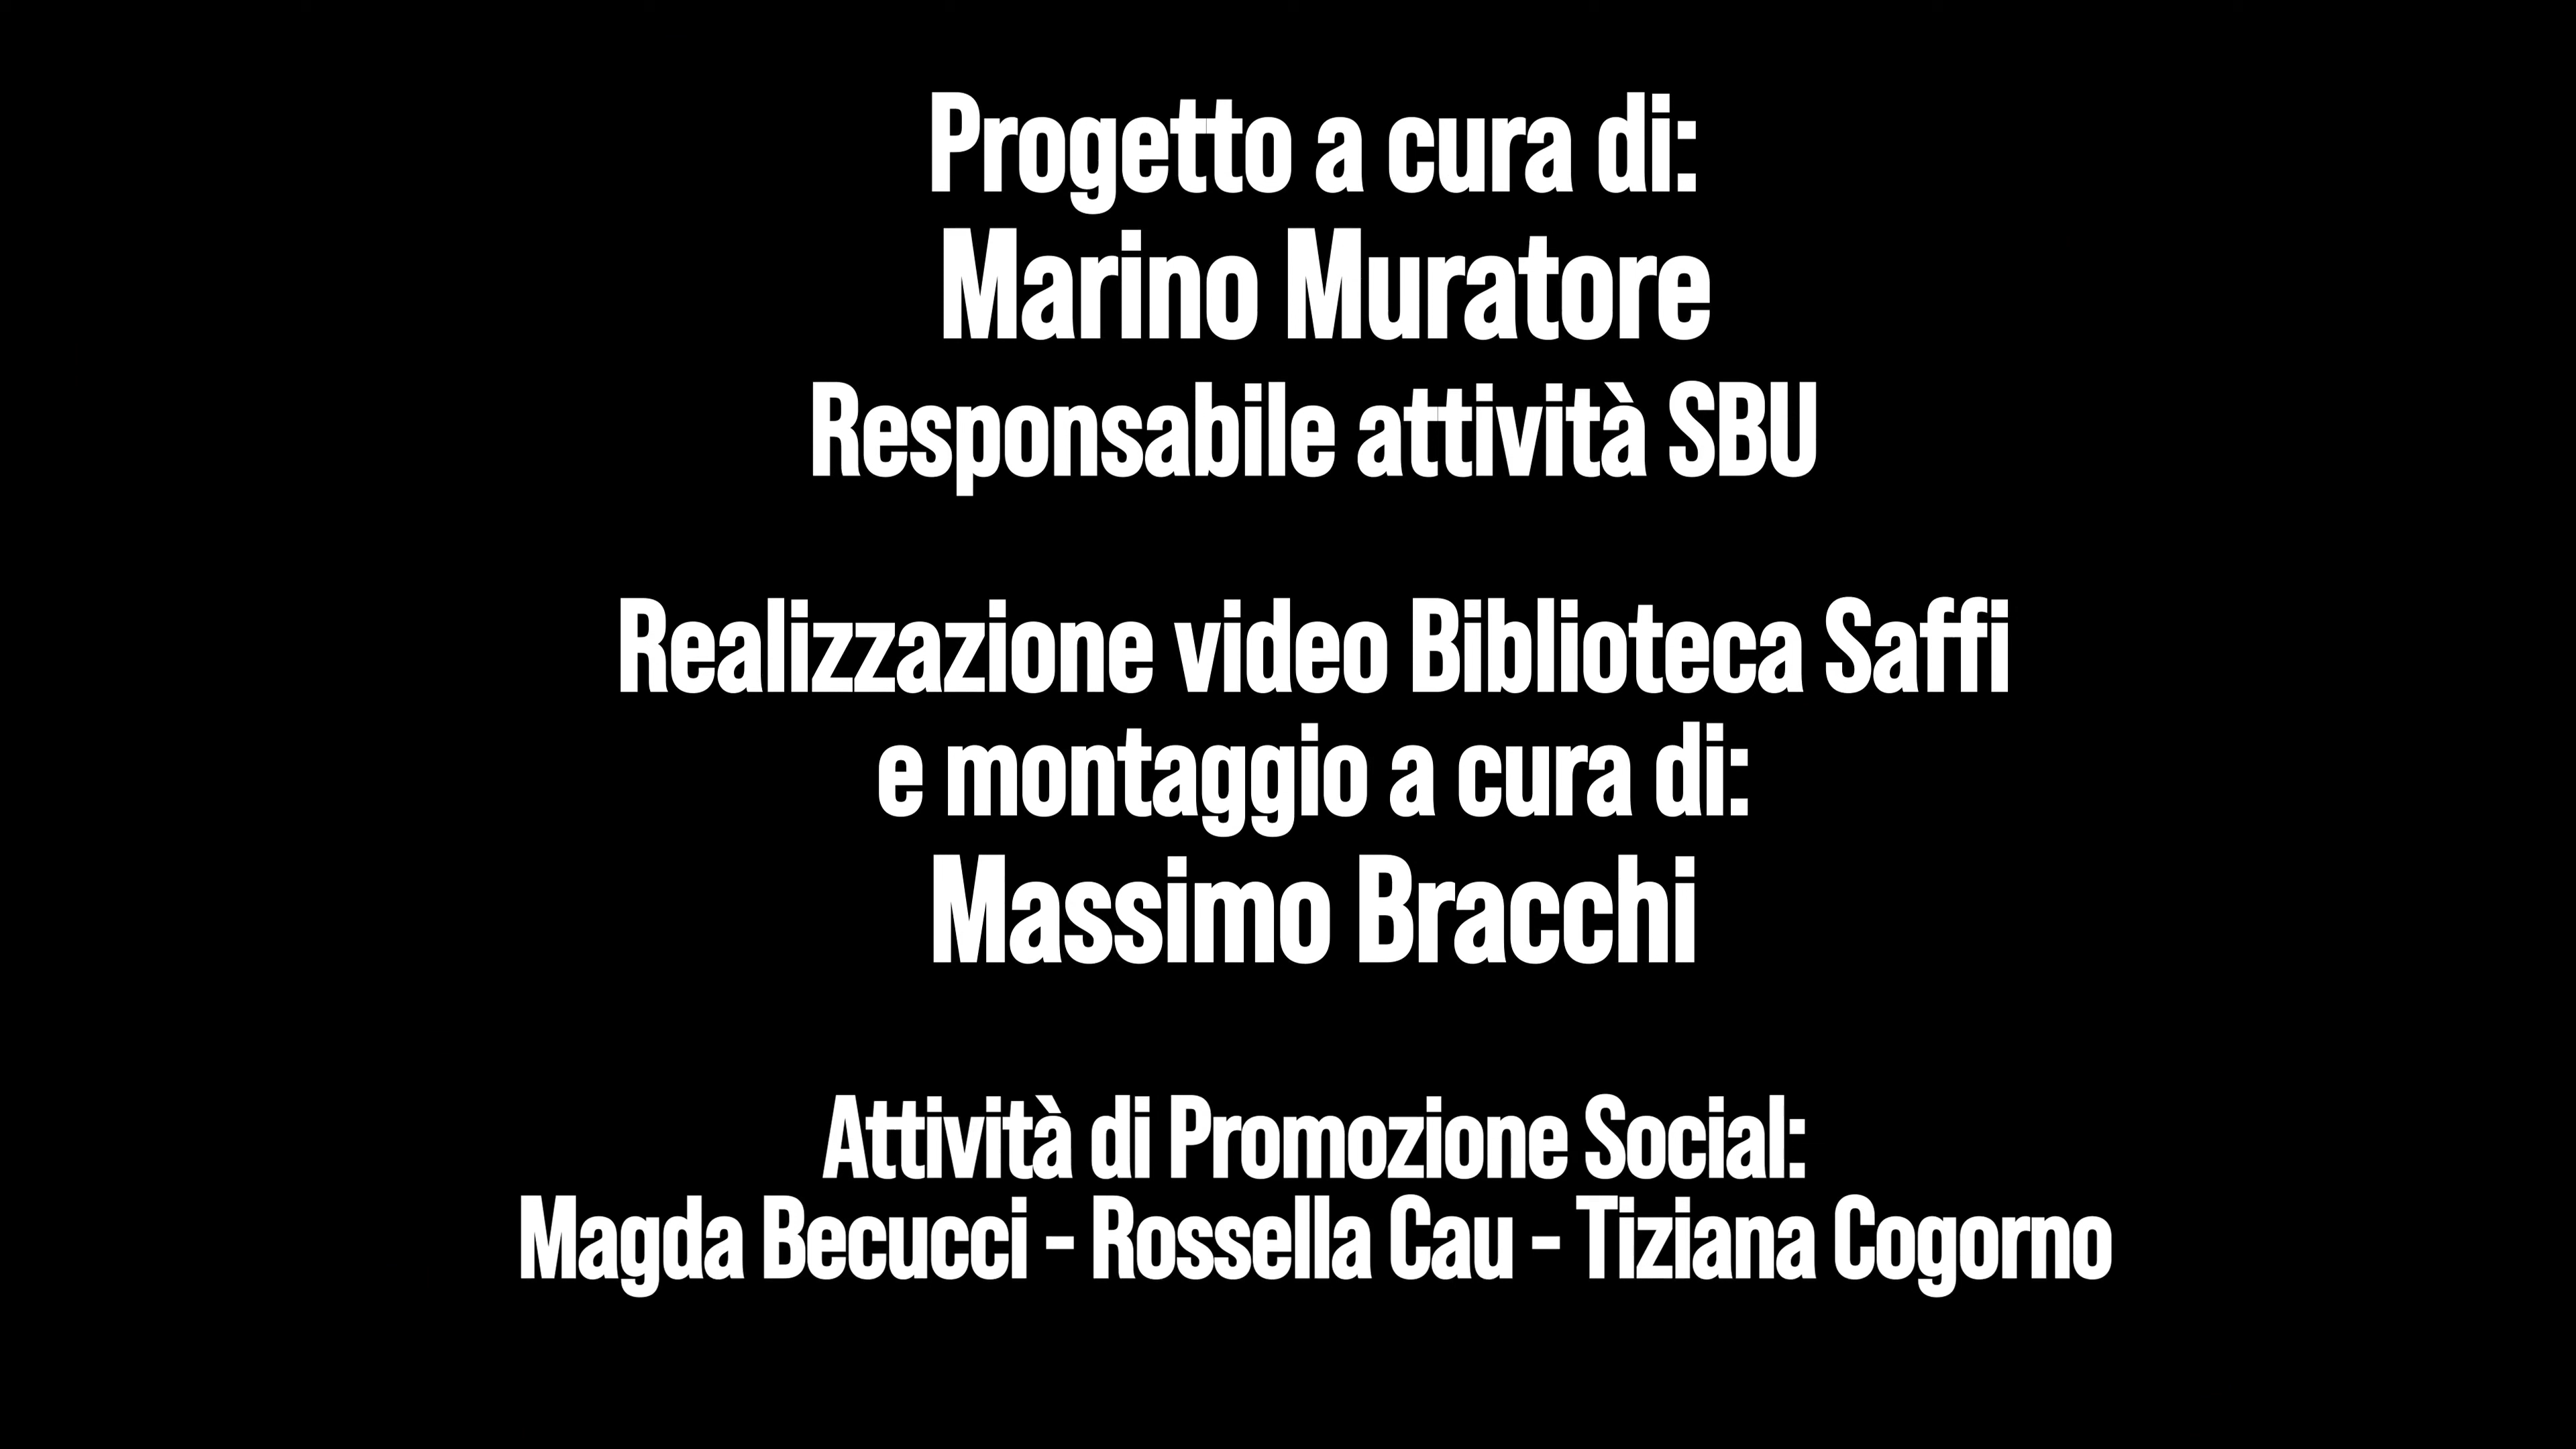 Progetto a cura di:
Marino Muratore
Responsabile attività SBU
Realizzazione video Biblioteca Saffi
e montaggio a cura di:
Massimo Bracchi
Attività di Promozione Social:
Magda Becucci - Rossella Cau - Tiziana Cogorno